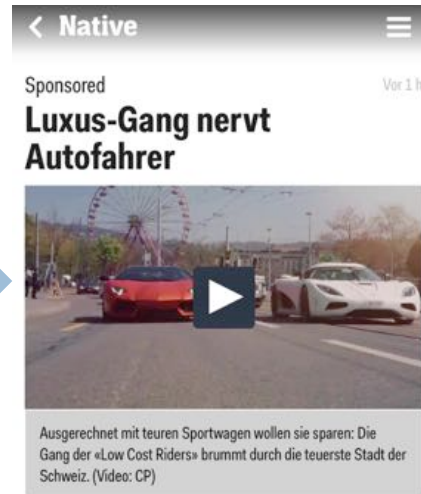 Native
Sponsored
Vor 1 h
Luxus-Gang nervt
Autofahrer
Ausgerechnet mit teuren Sportwagen wollen sie sparen: Die
Gang der «Low Cost Riders» brummt durch die teuerste Stadt der
Schweiz. (Video: CP)